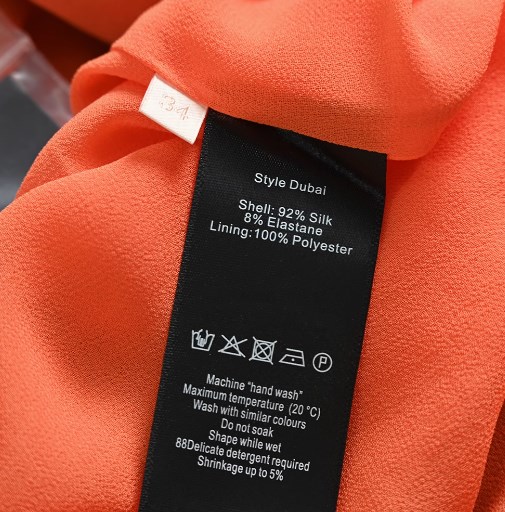 34
Style Dubai
Shell: 92% Silk
8% Elastane
Lining:100% Polyester
P
Machine “hand wash”
Maximum temperature (20 °C)
Wash with similar colours
Do not soak
Shape while wet
88Delicate detergent required
Shrinkage up to 5%